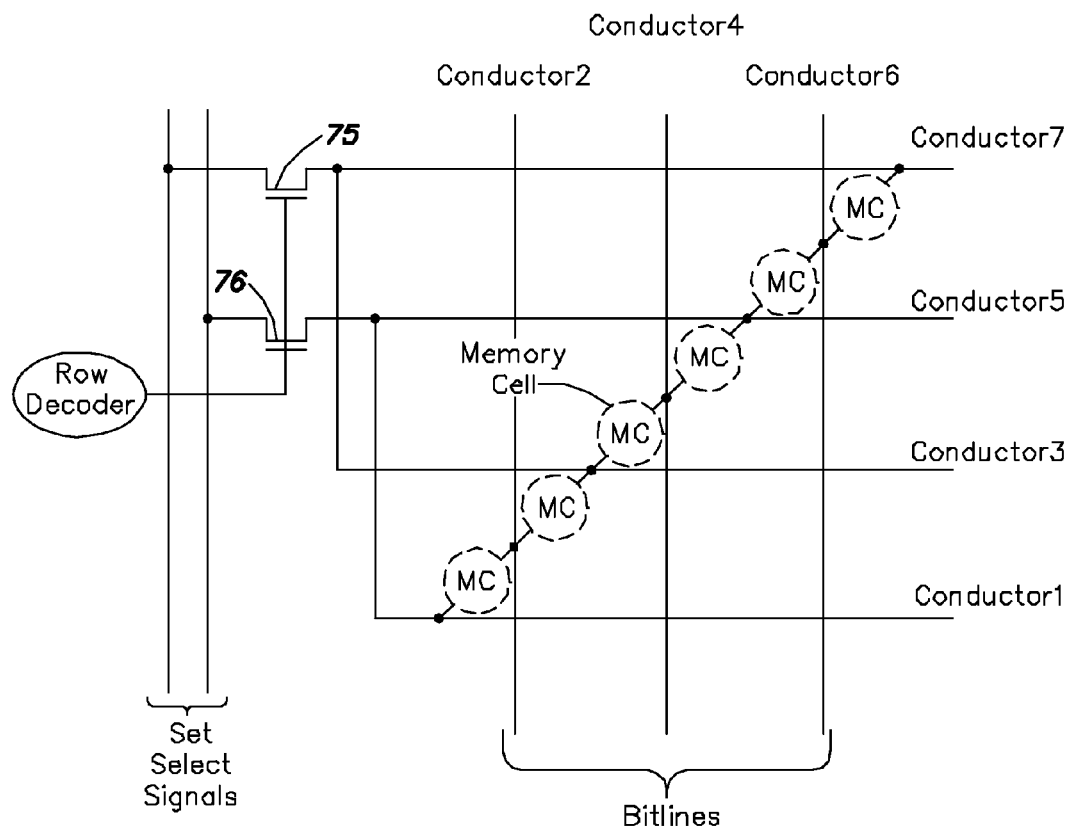 Conductor4
Conductor2
Conductor6
75
Conductor7
MC
76
MC
Conductor5
Memory
Cell
MC
Row
Decoder
MC
Conductor3
MC
MC
Conductor1
Set
Select
Signals
Bitlines